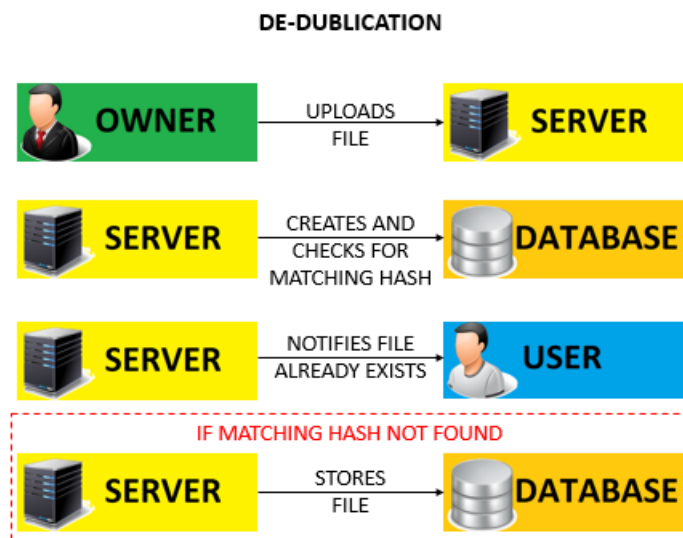 DE-DUBLICATION
OWNER
UPLOADS
FILE
SERVER
SERVER
CREATES AND
CHECKS FOR
MATCHING HASH
DATABASE
SERVER
NOTIFIES FILE
ALREADY EXISTS
USER
IF MATCHING HASH NOT FOUND
SERVER
STORES
FILE
DATABASE